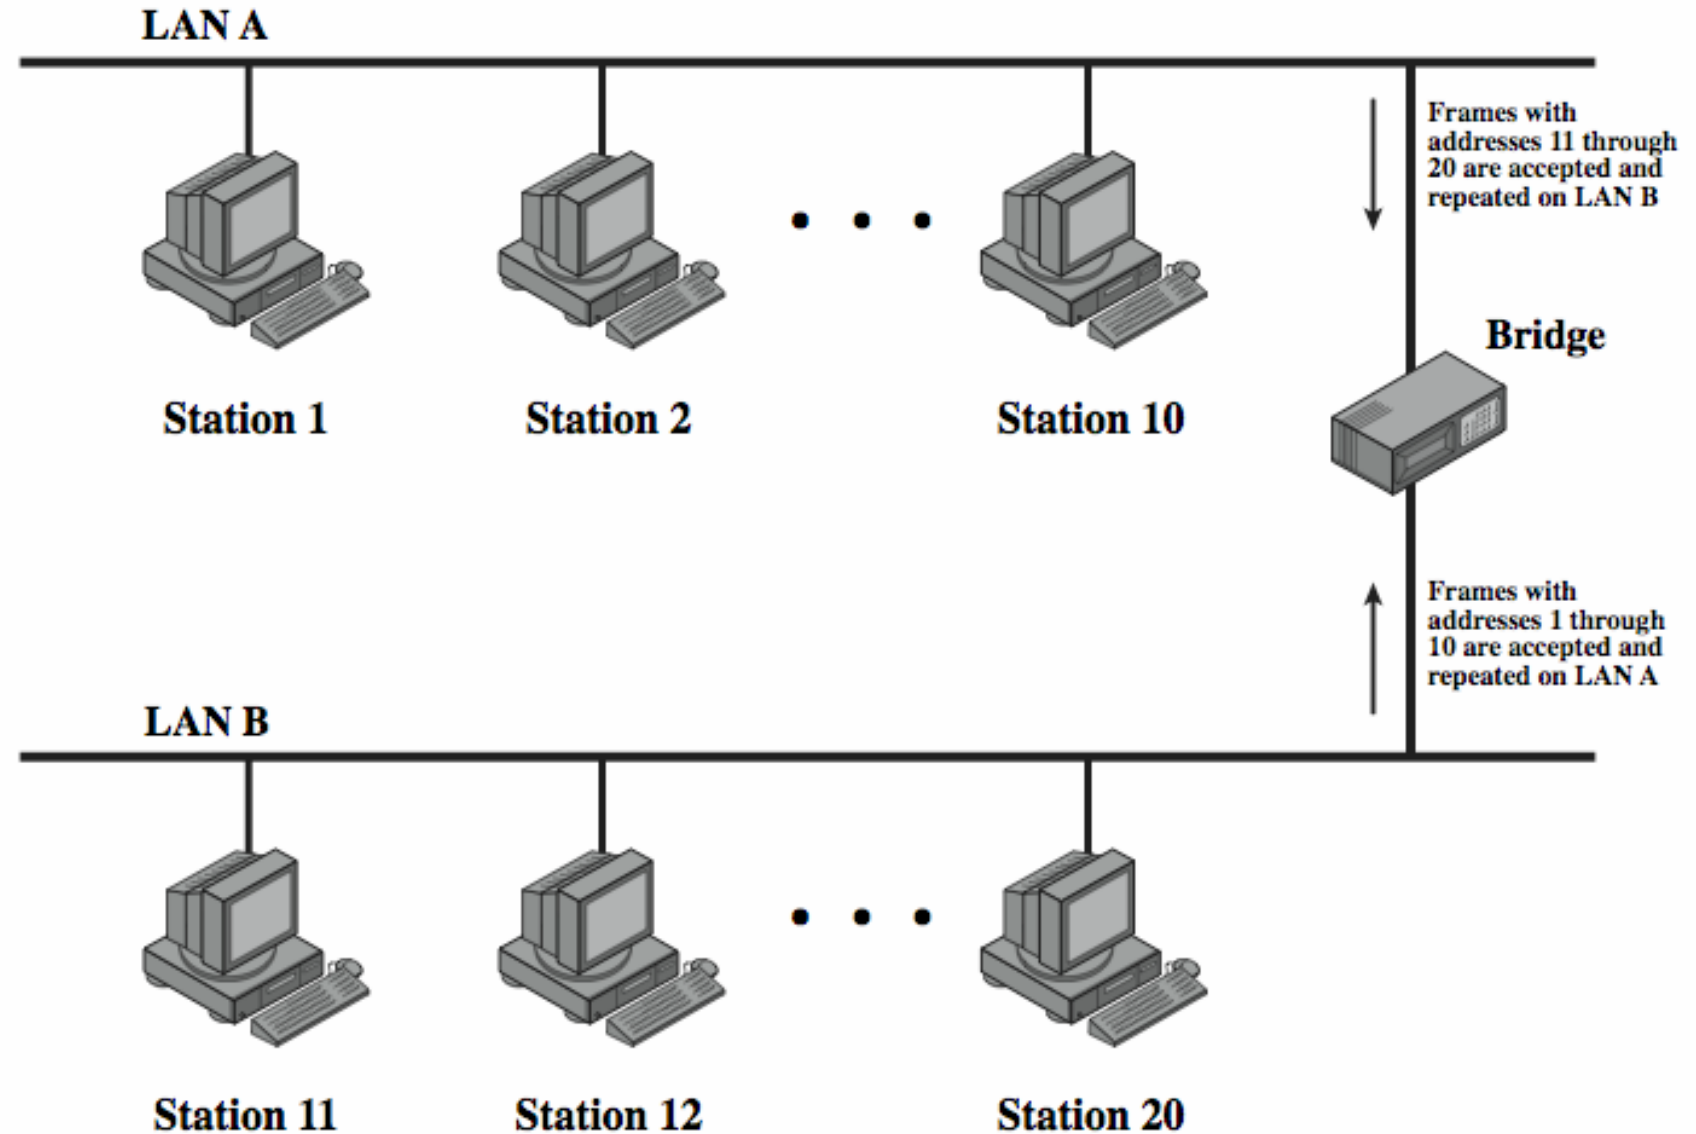 LAN A
Frames with
addresses 11 through
20 are accepted and
repeated on LAN B
Bridge
Station 1
Station 2
Station 10
Frames with
addresses 1 through
10 are accepted and
repeated on LAN A
LAN B
Station 11
Station 12
Station 20